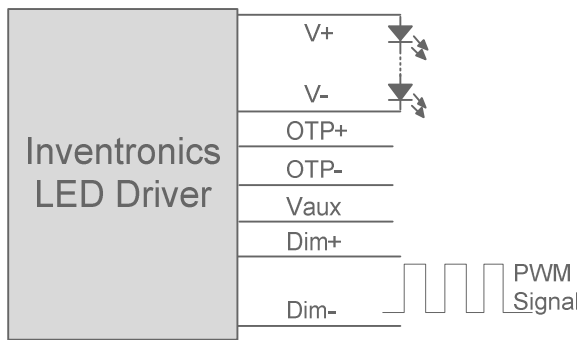 V+
V-
OTP+
OTP-
Vaux
Dim+
Dim-
Inventronics
LED Driver
PWM
Signal